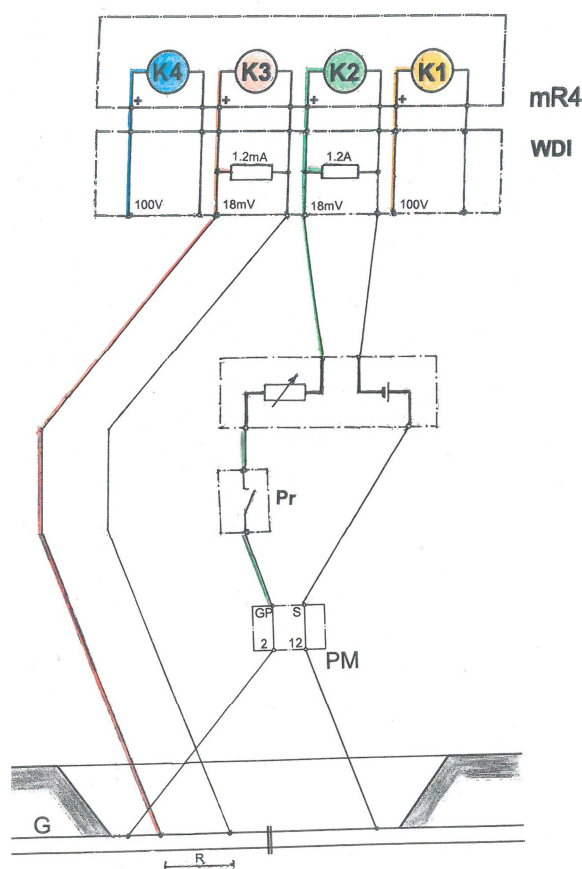 K4 K3 K2 K1
+ + + +
mR4
WDI
1.2mA 1.2A
100V 18mV 18mV 100V
Pr
GP S
2 12
PM
G
R